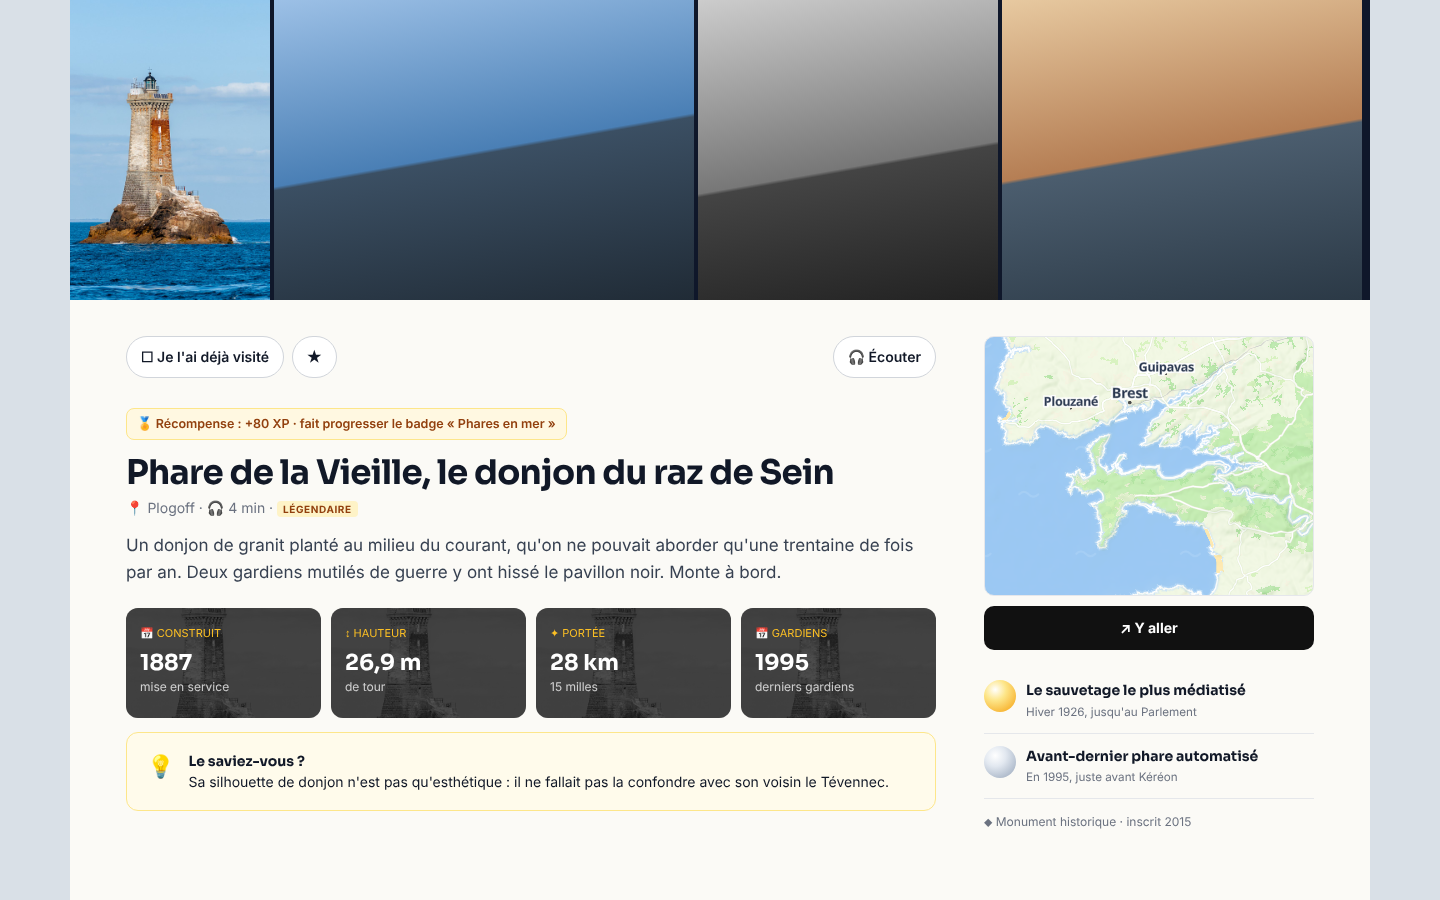 Je l'ai déjà visité
★
🎧 Écouter
🏅 Récompense : +80 XP · fait progresser le badge « Phares en mer »
Phare de la Vieille, le donjon du raz de Sein
📍 Plogoff · 🎧 4 min · LÉGENDAIRE
Un donjon de granit planté au milieu du courant, qu'on ne pouvait aborder qu'une trentaine de fois
par an. Deux gardiens mutilés de guerre y ont hissé le pavillon noir. Monte à bord.
📅 CONSTRUIT
1887
mise en service
↕ HAUTEUR
26,9 m
de tour
✦ PORTÉE
28 km
15 milles
📅 GARDIENS
1995
derniers gardiens
💡 Le saviez-vous ?
Sa silhouette de donjon n'est pas qu'esthétique : il ne fallait pas la confondre avec son voisin le Tévennec.
Guipavas
Brest
Plouzané
↗ Y aller
Le sauvetage le plus médiatisé
Hiver 1926, jusqu'au Parlement
Avant-dernier phare automatisé
En 1995, juste avant Kéréon
◆ Monument historique · inscrit 2015